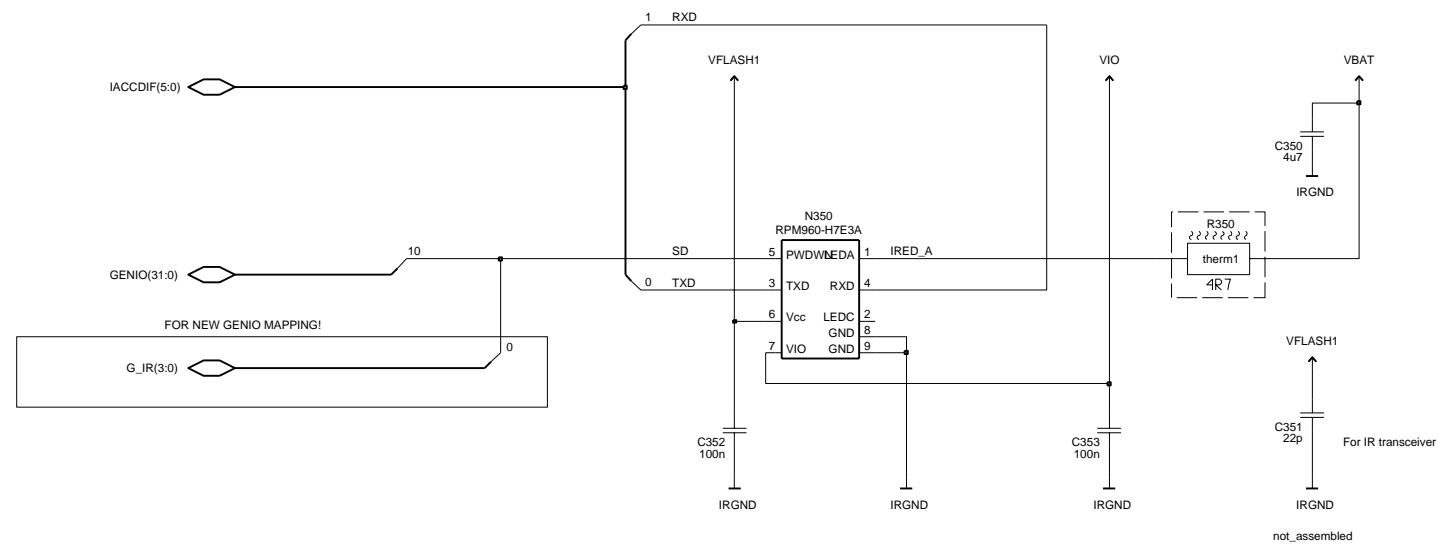 1 RXD
VFLASH1
VIO
VBAT
IACCDIF(5:0)
C350
4u7
IRGND
N350
RPM960-H7E3A
R350
10
SD
5 PWDWN LEDA 1
IRED_A
therm1
4R7
GENIO(31:0)
0 TXD
3 TXD RXD 4
FOR NEW GENIO MAPPING!
6 Vcc LEDC 2
GND 8
7 VIO GND 9
0
G_IR(3:0)
VFLASH1
C352
100n
C353
100n
C351
22p
For IR transceiver
IRGND
IRGND
IRGND
IRGND
not_assembled